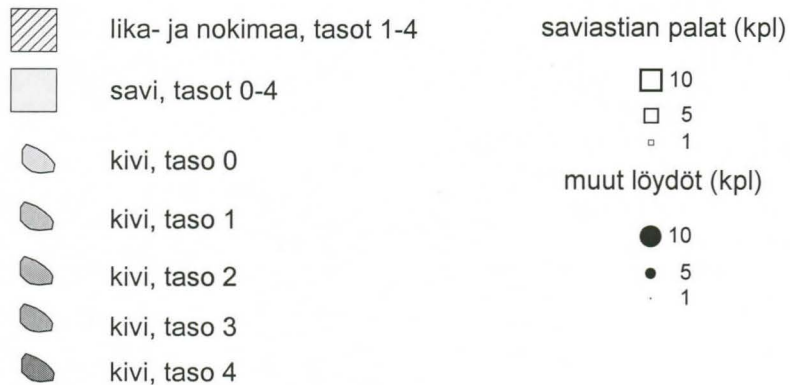 lika- ja nokimaa, tasot 1-4
savi, tasot 0-4
kivi, taso 0
kivi, taso 1
kivi, taso 2
kivi, taso 3
kivi, taso 4
saviastian palat (kpl)
10
5
1
muut löydöt (kpl)
10
5
1